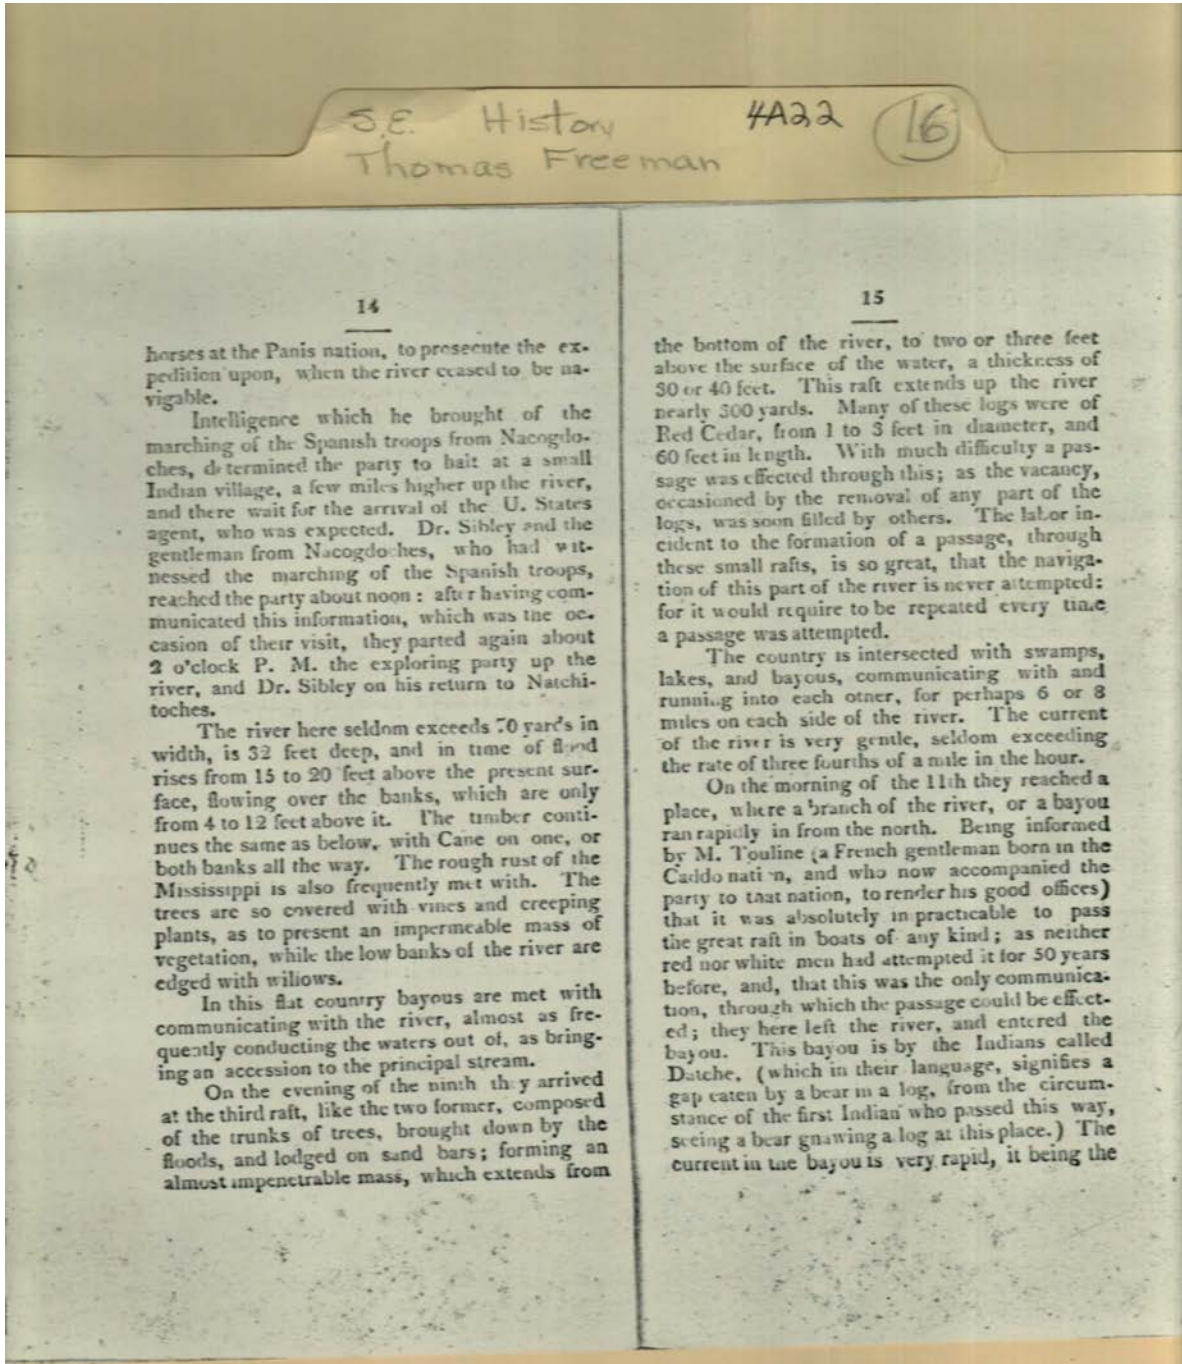 S.E. History 4A22 16
Thomas Freeman
14
horses at the Panis nation, to prosecute the ex-
pedition upon, when the river ceased to be na-
vigable.
Intelligence which he brought of the
marching of the Spanish troops from Nacogdo-
ches, determined the party to halt at a small
Indian village, a few miles higher up the river,
and there wait for the arrival of the U. States
agent, who was expected. Dr. Sibley and the
gentleman from Nacogdoches, who had wit-
nessed the marching of the Spanish troops,
reached the party about noon: after having com-
municated this information, which was the oc-
casion of their visit, they parted again about
2 o'clock P. M. the exploring party up the
river, and Dr. Sibley on his return to Natchi-
toches.
The river here seldom exceeds yards in
width, is 32 feet deep, and in time of flood
rises from 15 to 20 feet above the present sur-
face, flowing over the banks, which are only
from 4 to 12 feet above it. The timber conti-
nues the same as below, with Cane on one, or
both banks all the way. The rough rust of the
Mississippi is also frequently met with. The
trees are so covered with vines and creeping
plants, as to present an impermeable mass of
vegetation, while the low banks of the river are
edged with willows.
In this flat country bayous are met with
communicating with the river, almost as fre-
quently conducting the waters out of, as bring-
ing an accession to the principal stream.
On the evening of the ninth they arrived
at the third raft, like the two former, composed
of the trunks of trees, brought down by the
floods, and lodged on sand bars; forming an
almost impenetrable mass, which extends from
15
the bottom of the river, to two or three feet
above the surface of the water, a thickness of
30 or 40 feet. This raft extends up the river
nearly 300 yards. Many of these logs were of
Red Cedar, from 1 to 3 feet in diameter, and
60 feet in length. With much difficulty a pas-
sage was effected through this; as the vacancy,
occasioned by the removal of any part of the
logs, was soon filled by others. The labor in-
cident to the formation of a passage, through
these small rafts, is so great, that the naviga-
tion of this part of the river is never attempted:
for it would require to be repeated every time
a passage was attempted.
The country is intersected with swamps,
lakes, and bayous, communicating with and
running into each other, for perhaps 6 or 8
miles on each side of the river. The current
of the river is very gentle, seldom exceeding
the rate of three fourths of a mile in the hour.
On the morning of the 11th they reached a
place, where a branch of the river, or a bayou
ran rapidly in from the north. Being informed
by M. Touline (a French gentleman born in the
Caddo nation, and who now accompanied the
party to that nation, to render his good offices)
that it was absolutely inpracticable to pass
the great raft in boats of any kind; as neither
red nor white men had attempted it for 50 years
before, and, that this was the only communica-
tion, through which the passage could be effect-
ed; they here left the river, and entered the
bayou. This bayou is by the Indians called
Datche, (which in their language, signifies a
gap eaten by a bear in a log, from the circum-
stance of the first Indian who passed this way,
seeing a bear gnawing a log at this place.) The
current in the bayou is very rapid, it being the